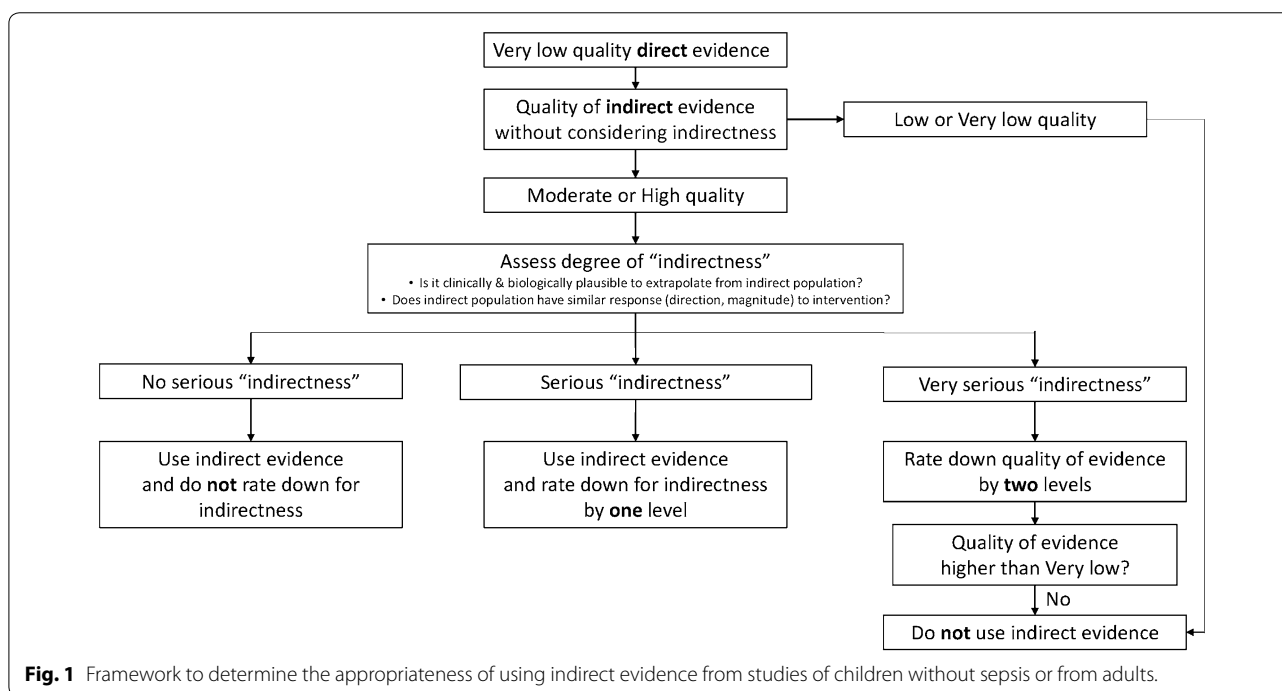 Very low quality direct evidence
Quality of indirect evidence
without considering indirectness
Low or Very low quality
Moderate or High quality
Assess degree of “indirectness”
• Is it clinically & biologically plausible to extrapolate from indirect population?
• Does indirect population have similar response (direction, magnitude) to intervention?
No serious “indirectness”
Serious “indirectness”
Very serious “indirectness”
Use indirect evidence
and do not rate down for
indirectness
Use indirect evidence
and rate down for indirectness
by one level
Rate down quality of evidence
by two levels
Quality of evidence
higher than Very low?
No
Do not use indirect evidence
Fig. 1 Framework to determine the appropriateness of using indirect evidence from studies of children without sepsis or from adults.